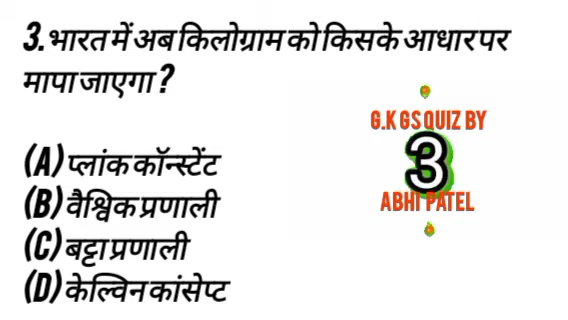 3.भारत में अब किलोग्राम को किसके आधार पर
मापा जाएगा ?
(A) प्लांक कॉन्स्टेंट
(B) वैश्विक प्रणाली
(C) बट्टा प्रणाली
(D) केल्विन कांसेप्ट
G.K GS QUIZ BY
3
ABHI PATEL